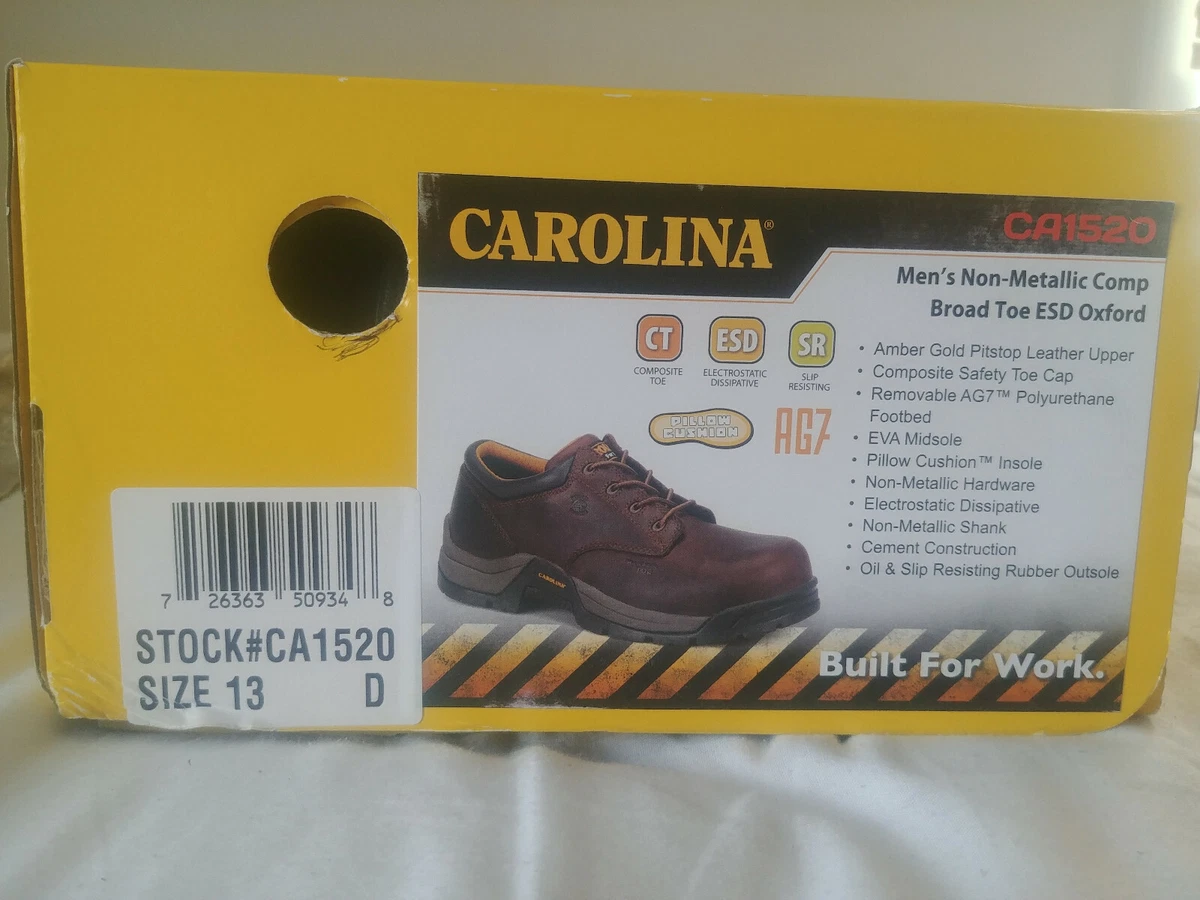 CAROLINA®
CA1520
Men's Non-Metallic Comp
Broad Toe ESD Oxford
CT
COMPOSITE
TOE
ESD
ELECTROSTATIC
DISSIPATIVE
SR
SLIP
RESISTING
PILLOW
CUSHION
AG7
• Amber Gold Pitstop Leather Upper
• Composite Safety Toe Cap
• Removable AG7™ Polyurethane
Footbed
• EVA Midsole
• Pillow Cushion™ Insole
• Non-Metallic Hardware
• Electrostatic Dissipative
• Non-Metallic Shank
• Cement Construction
• Oil & Slip Resisting Rubber Outsole
CAROLINA
Built For Work.
7 26363 50934 8
STOCK#CA1520
SIZE 13 D